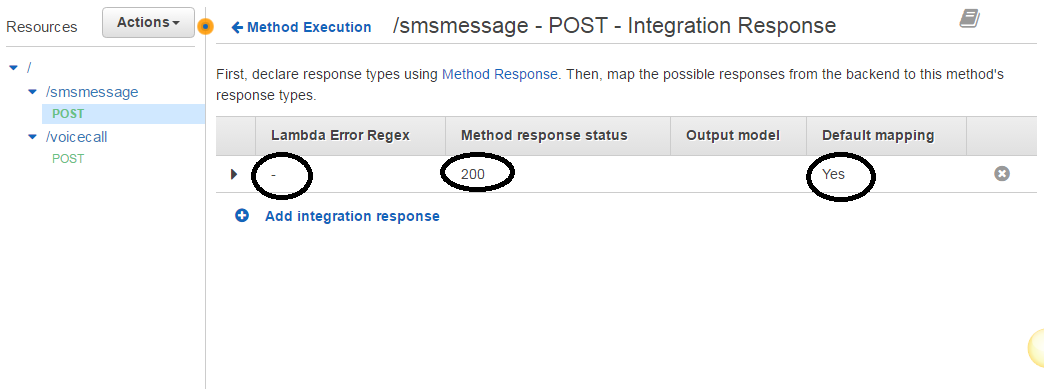 Resources
Actions
/
/smsmessage
POST
/voicecall
POST
Method Execution
/smsmessage - POST - Integration Response
First, declare response types using Method Response. Then, map the possible responses from the backend to this method's
response types.
Lambda Error Regex Method response status Output model Default mapping
- 200 Yes
Add integration response